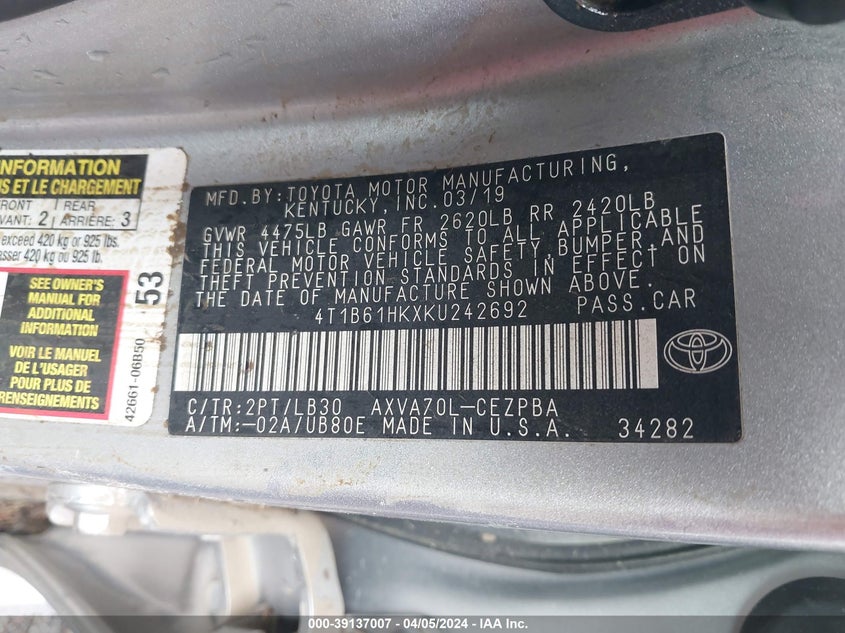 INFORMATION
US ET LE CHARGEMENT
FRONT REAR
AVANT: 2 ARRIÈRE: 3
exceed 420 kg or 925 lbs.
asser 420 kg ou 925 lb.
SEE OWNER'S
MANUAL FOR
ADDITIONAL
INFORMATION
VOIR LE MANUEL
DE L'USAGER
POUR PLUS DE
RENSEIGNEMENTS
53
42661-06B50
MFD. BY: TOYOTA MOTOR MANUFACTURING,
KENTUCKY, INC. 03/19
GVWR 4475LB GAWR FR 2620LB RR 2420LB
THIS VEHICLE CONFORMS TO ALL APPLICABLE
FEDERAL MOTOR VEHICLE SAFETY, BUMPER, AND
THEFT PREVENTION STANDARDS IN EFFECT ON
THE DATE OF MANUFACTURE SHOWN ABOVE.
4T1B61HKXKU242692 PASS. CAR
C/TR: 2PT/LB30 AXVA70L-CEZPBA
A/TM: -02A/UB80E MADE IN U.S.A. 34282
000-39137007 | 04/05/2024 - IAA Inc.